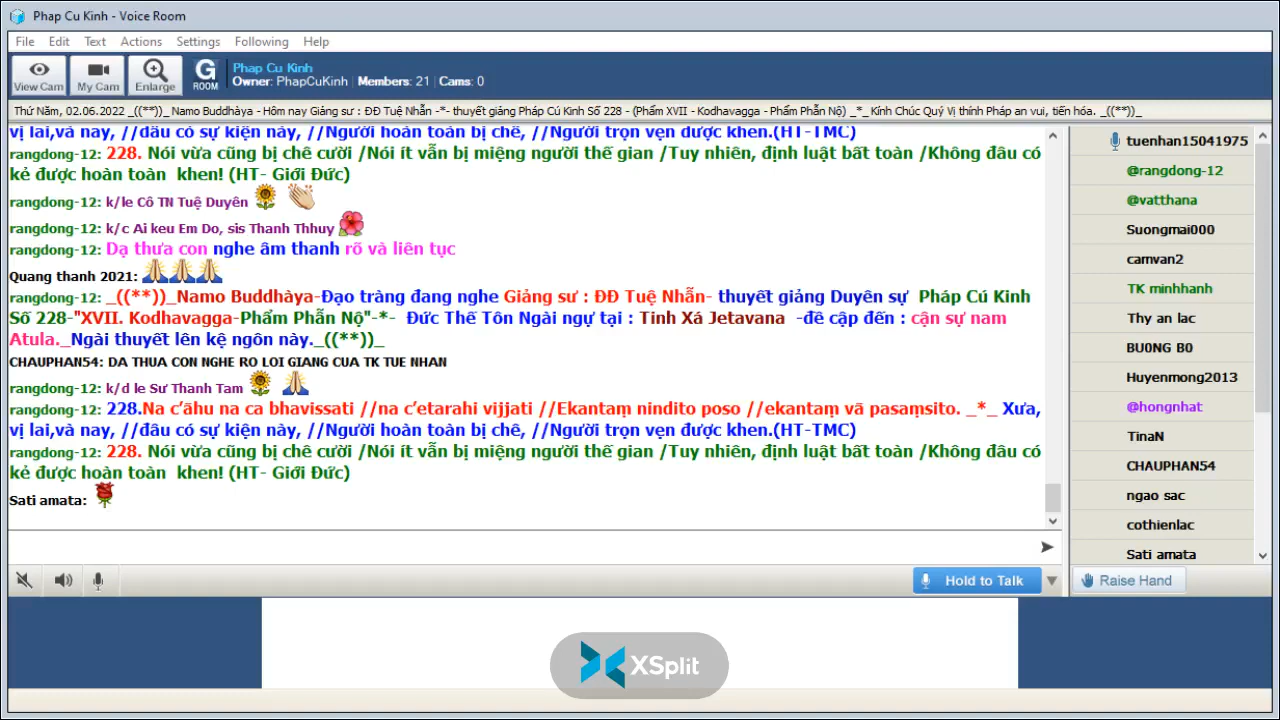 Phap Cu Kinh - Voice Room
File Edit Text Actions Settings Following Help
View Cam My Cam Enlarge G ROOM
Phap Cu Kinh
Owner: PhapCuKinh | Members: 21 | Cams: 0
Thứ Năm, 02.06.2022 _((**))_ Namo Buddhàya - Hôm nay Giảng sư : ĐĐ Tuệ Nhẫn -*- thuyết giảng Pháp Cú Kinh Số 228 - (Phẩm XVII - Kodhavagga - Phẩm Phẫn Nộ) _*_ Kính Chúc Quý Vị thính Pháp an vui, tiến hóa. _((**))_
vị lai,và nay, //đâu có sự kiện này, //Người hoàn toàn bị chê, //Người trọn vẹn được khen.(HT-TMC)
rangdong-12: 228. Nói vừa cũng bị chê cười /Nói ít vẫn bị miệng người thế gian /Tuy nhiên, định luật bất toàn /Không đâu có
kẻ được hoàn toàn khen! (HT- Giới Đức)
rangdong-12: k/le Cô TN Tuệ Duyên
rangdong-12: k/c Ai keu Em Do, sis Thanh Thhuy
rangdong-12: Dạ thưa con nghe âm thanh rõ và liên tục
Quang thanh 2021:
rangdong-12: _((**))_Namo Buddhàya-Đạo tràng đang nghe Giảng sư : ĐĐ Tuệ Nhẫn- thuyết giảng Duyên sự Pháp Cú Kinh
Số 228-"XVII. Kodhavagga-Phẩm Phẫn Nộ"-*- Đức Thế Tôn Ngài ngự tại : Tinh Xá Jetavana -đề cập đến : cận sự nam
Atula._Ngài thuyết lên kệ ngôn này._((**))_
CHAUPHAN54: DA THUA CON NGHE RO LOI GIANG CUA TK TUE NHAN
rangdong-12: k/d le Sư Thanh Tam
rangdong-12: 228.Na c’āhu na ca bhavissati //na c’etarahi vijjati //Ekantaṃ nindito poso //ekantaṃ vā pasaṃsito. _*_ Xưa,
vị lai,và nay, //đâu có sự kiện này, //Người hoàn toàn bị chê, //Người trọn vẹn được khen.(HT-TMC)
rangdong-12: 228. Nói vừa cũng bị chê cười /Nói ít vẫn bị miệng người thế gian /Tuy nhiên, định luật bất toàn /Không đâu có
kẻ được hoàn toàn khen! (HT- Giới Đức)
Sati amata:
tuenhan15041975
@rangdong-12
@vatthana
Suongmai000
camvan2
TK minhhanh
Thy an lac
BU0NG B0
Huyenmong2013
@hongnhat
TinaN
CHAUPHAN54
ngao sac
cothienlac
Sati amata
Hold to Talk
Raise Hand
XSplit